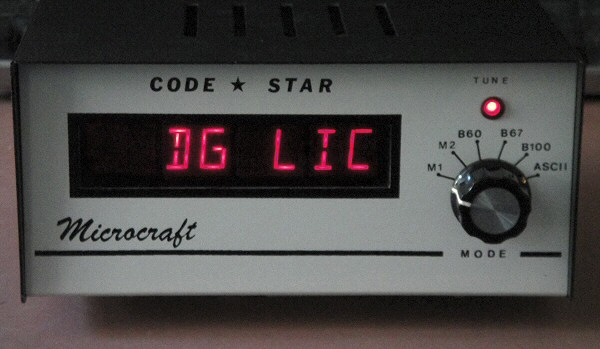 CODE ★ STAR
TUNE
DG LIC
M1 M2 B60 B67 B100 ASCII
Microcraft
MODE